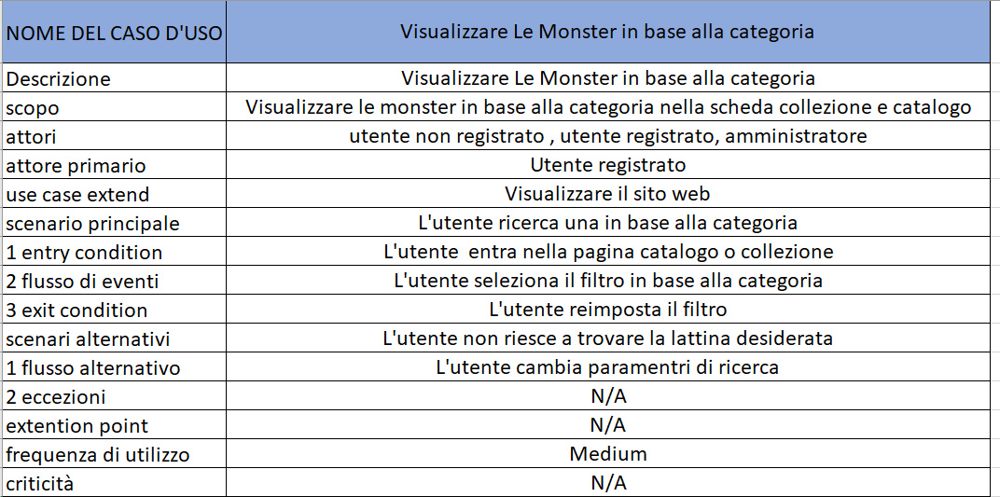 NOME DEL CASO D'USO Visualizzare Le Monster in base alla categoria
Descrizione Visualizzare Le Monster in base alla categoria
scopo Visualizzare le monster in base alla categoria nella scheda collezione e catalogo
attori utente non registrato , utente registrato, amministratore
attore primario Utente registrato
use case extend Visualizzare il sito web
scenario principale L'utente ricerca una in base alla categoria
1 entry condition L'utente  entra nella pagina catalogo o collezione
2 flusso di eventi L'utente seleziona il filtro in base alla categoria
3 exit condition L'utente reimposta il filtro
scenari alternativi L'utente non riesce a trovare la lattina desiderata
1 flusso alternativo L'utente cambia paramentri di ricerca
2 eccezioni N/A
extention point N/A
frequenza di utilizzo Medium
criticità N/A